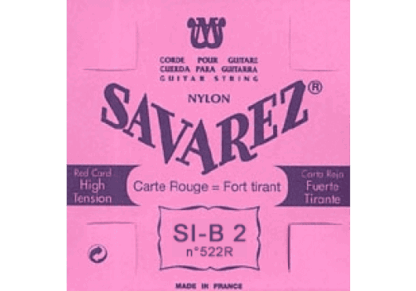 CORDE POUR GUITARE
CUERDA PARA GUITARRA
GUITAR STRING
NYLON
SAVAREZ®
Red Card
High
Tension
Carte Rouge = Fort tirant
Carta Roja
Fuerte
Tirante
SI-B 2
n°522R
MADE IN FRANCE